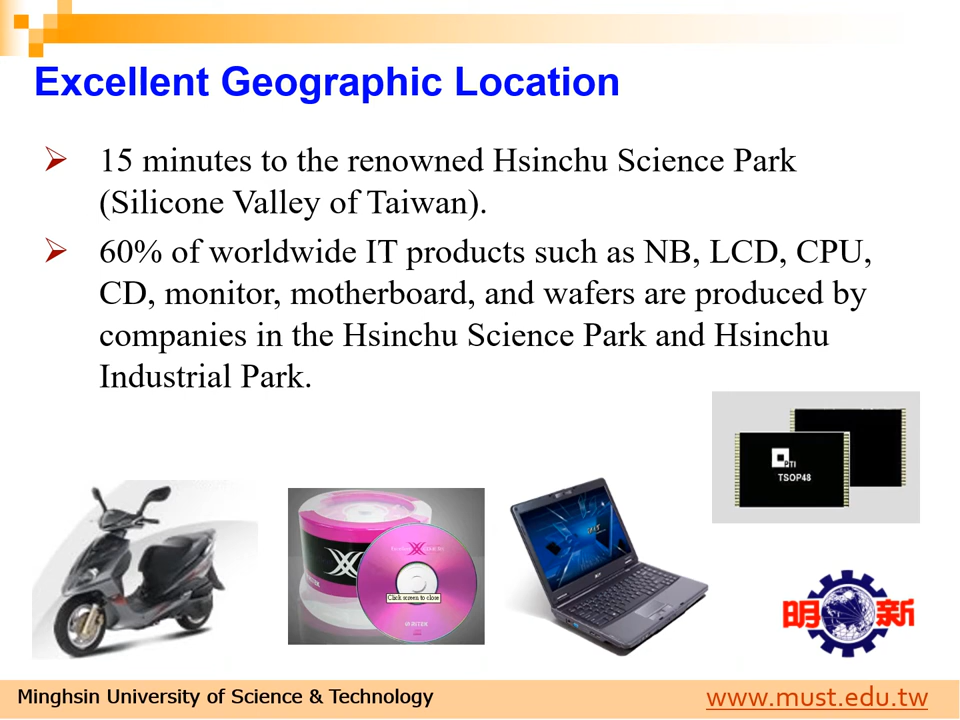 Excellent Geographic Location
15 minutes to the renowned Hsinchu Science Park
(Silicone Valley of Taiwan).
60% of worldwide IT products such as NB, LCD, CPU,
CD, monitor, motherboard, and wafers are produced by
companies in the Hsinchu Science Park and Hsinchu
Industrial Park.
PTI
TSOP48
Click screen to close
明新
Minghsin University of Science & Technology
www.must.edu.tw